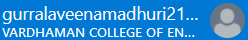 gurralaveenamadhuri21...
VARDHAMAN COLLEGE OF EN...